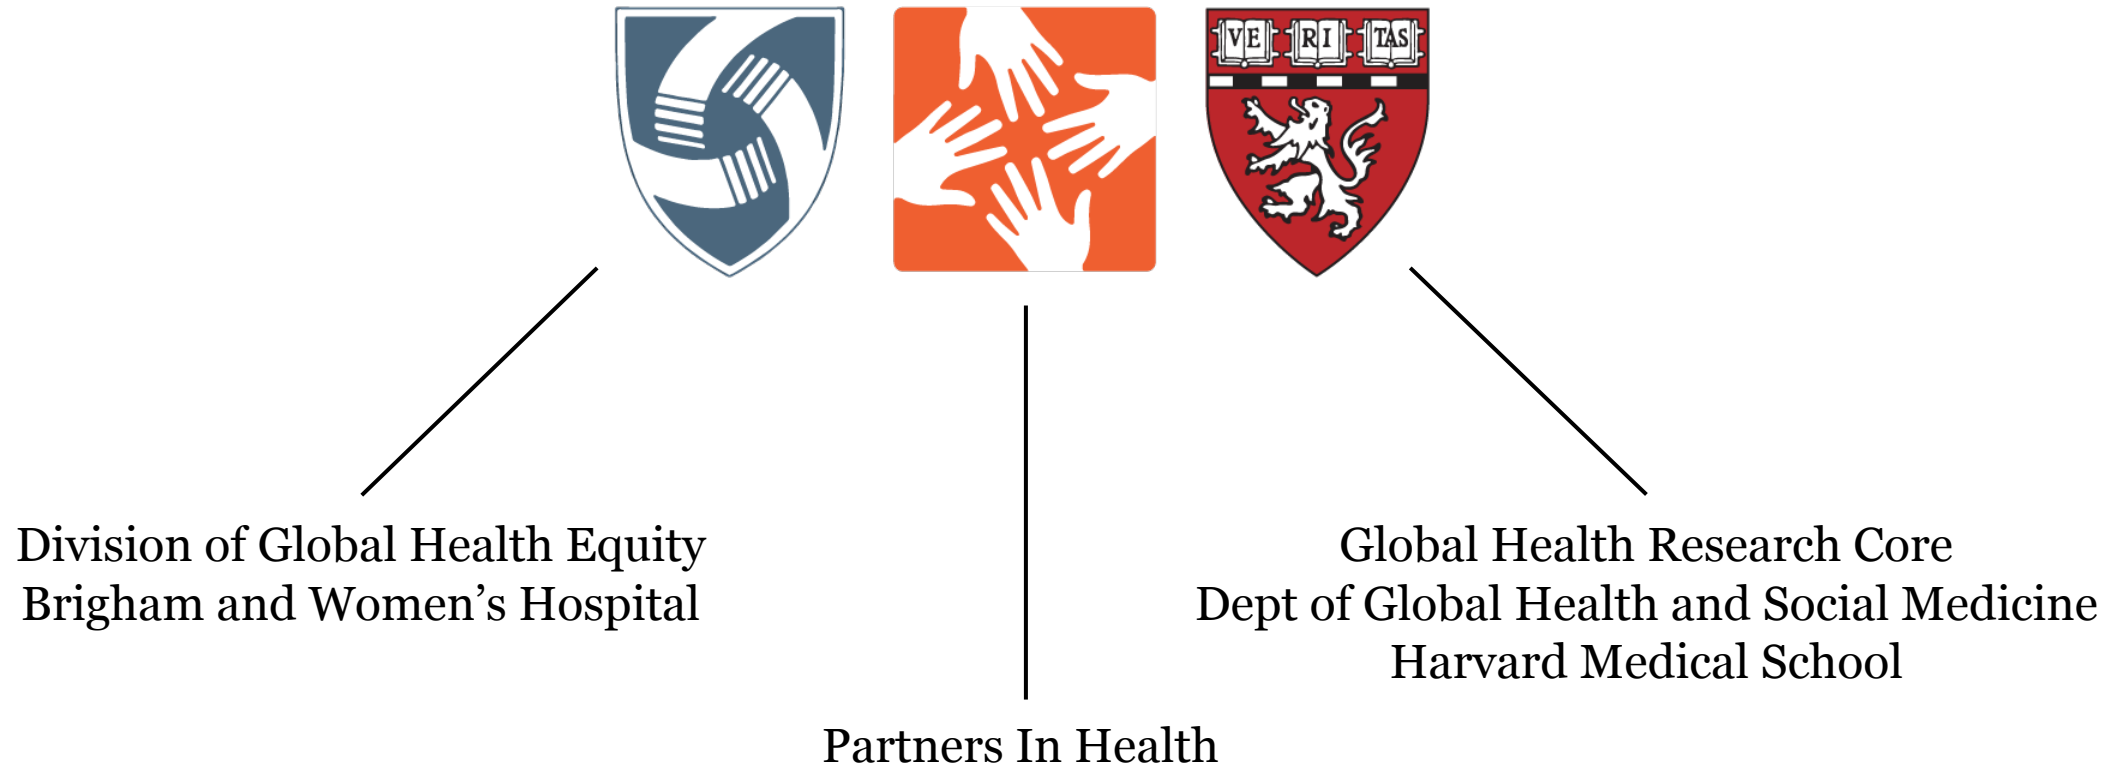 VE RI TAS
Division of Global Health Equity
Brigham and Women’s Hospital
Global Health Research Core
Dept of Global Health and Social Medicine
Harvard Medical School
Partners In Health